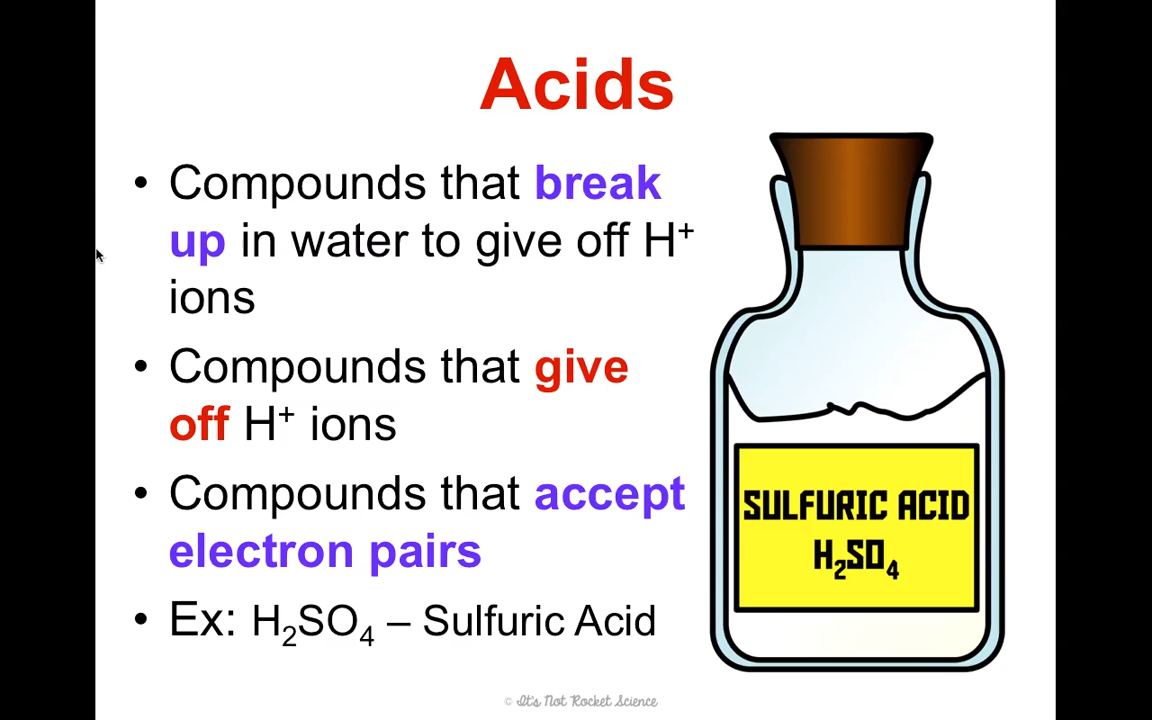 Acids
• Compounds that break
up in water to give off H⁺
ions
• Compounds that give
off H⁺ ions
• Compounds that accept
electron pairs
• Ex: H₂SO₄ – Sulfuric Acid
SULFURIC ACID
H₂SO₄
© It's Not Rocket Science